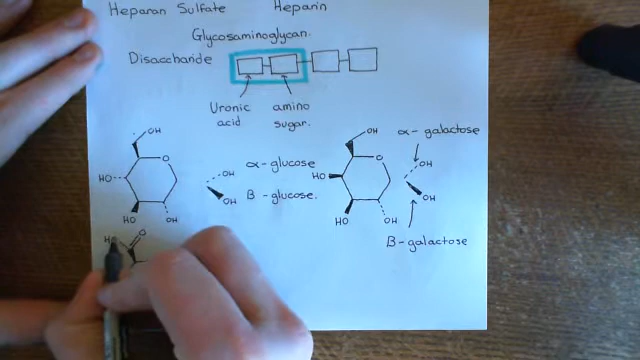 Heparan Sulfate Heparin
Glycosaminoglycan.
Disaccharide
Uronic acid
amino sugar.
OH
O
HO
HO
OH
OH
OH
α-glucose
B-glucose.
OH
O
HO
HO
OH
α-galactose
OH
OH
B-galactose
O
H